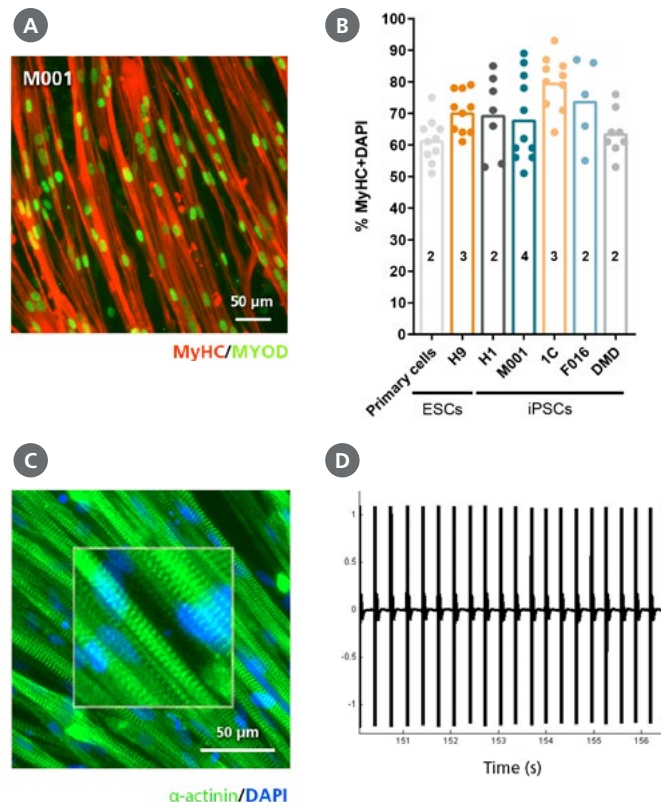 A
M001
50 µm
MyHC/MYOD
B
% MyHC+DAPI
100
90
80
70
60
50
40
30
20
10
0
2
3
2
4
3
2
2
Primary cells
H9
H1
M001
1C
F016
DMD
ESCs
iPSCs
C
50 µm
α-actinin/DAPI
D
1
0.5
0
-0.5
-1
151
152
153
154
155
156
Time (s)